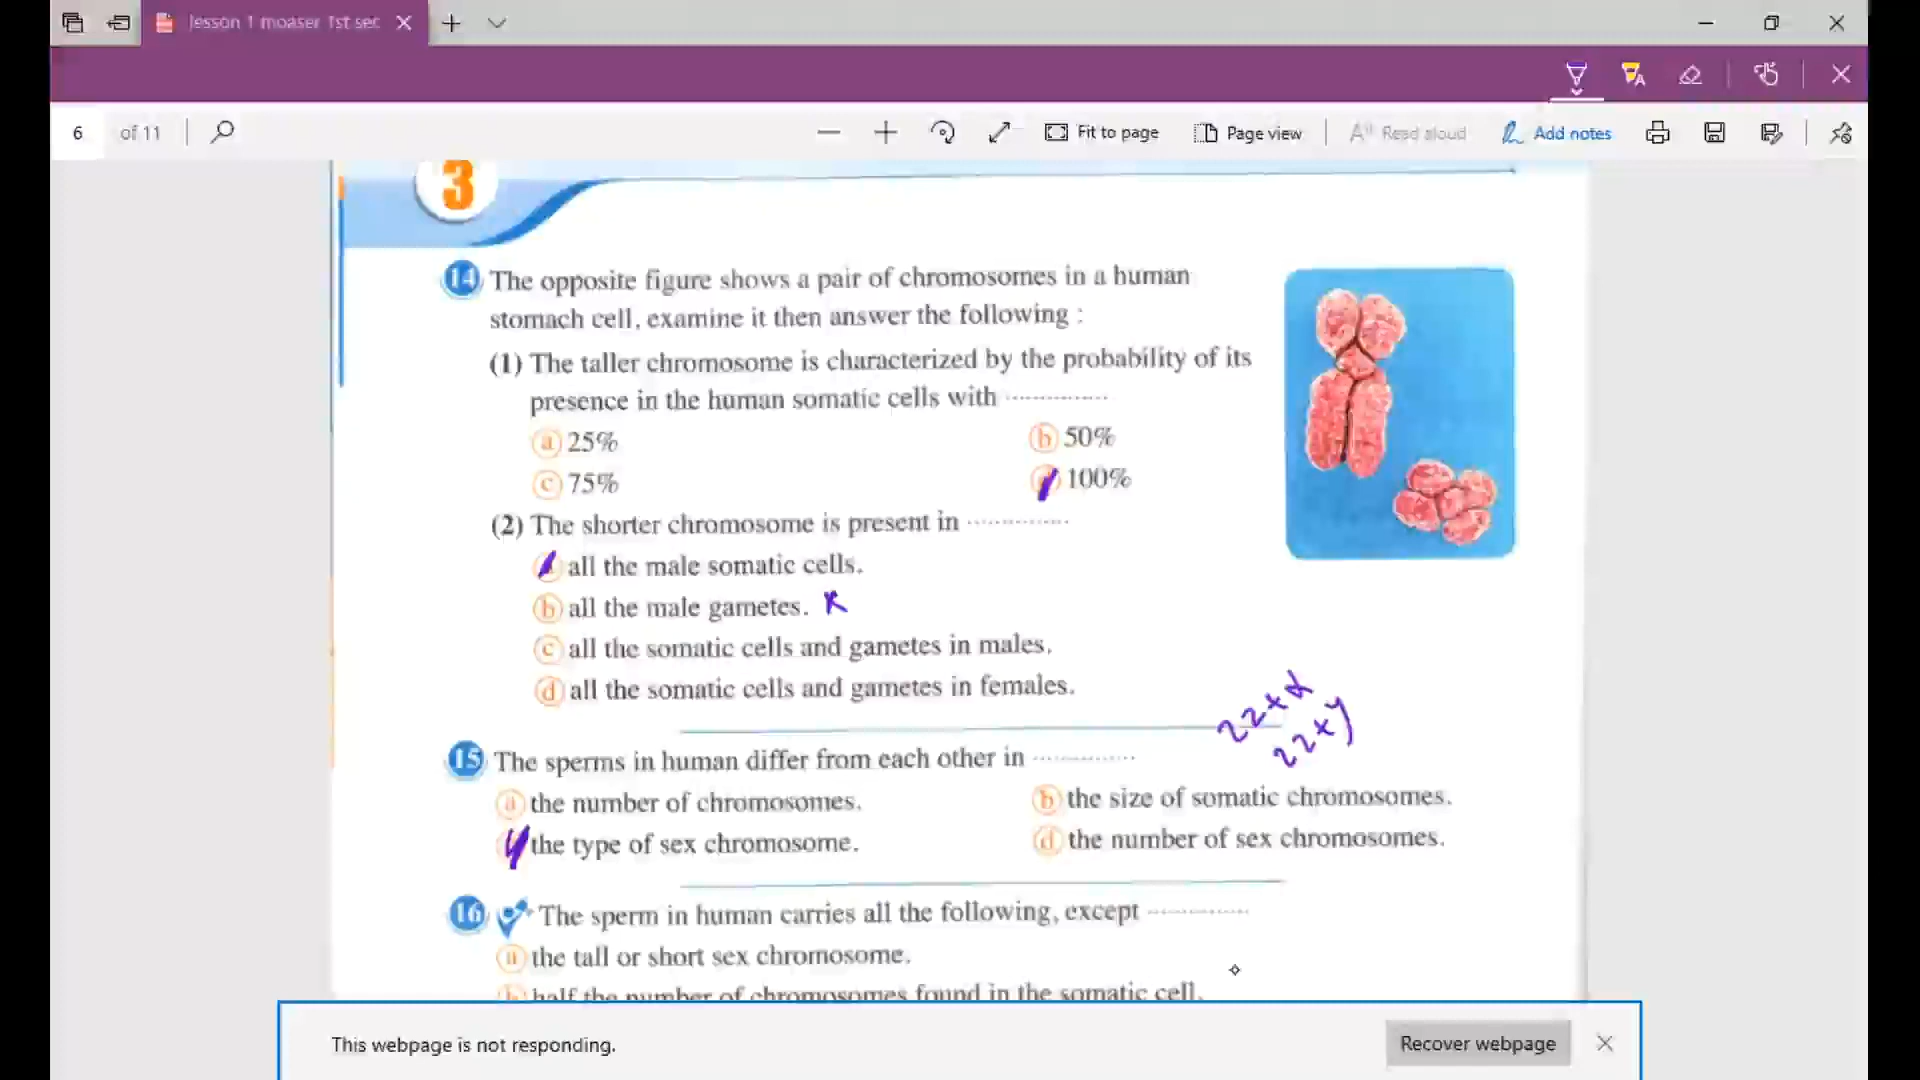 lesson 1 moaser 1st sec
6 of 11
Fit to page
Page view
Read aloud
Add notes
3
14 The opposite figure shows a pair of chromosomes in a human
stomach cell, examine it then answer the following :
(1) The taller chromosome is characterized by the probability of its
presence in the human somatic cells with ..............
a 25%
b 50%
c 75%
100%
(2) The shorter chromosome is present in ..............
all the male somatic cells.
b all the male gametes. x
c all the somatic cells and gametes in males.
d all the somatic cells and gametes in females.
22+x
22+y
15 The sperms in human differ from each other in ..............
a the number of chromosomes.
b the size of somatic chromosomes.
the type of sex chromosome.
d the number of sex chromosomes.
16 The sperm in human carries all the following, except ..............
a the tall or short sex chromosome.
b half the number of chromosomes found in the somatic cell.
This webpage is not responding.
Recover webpage